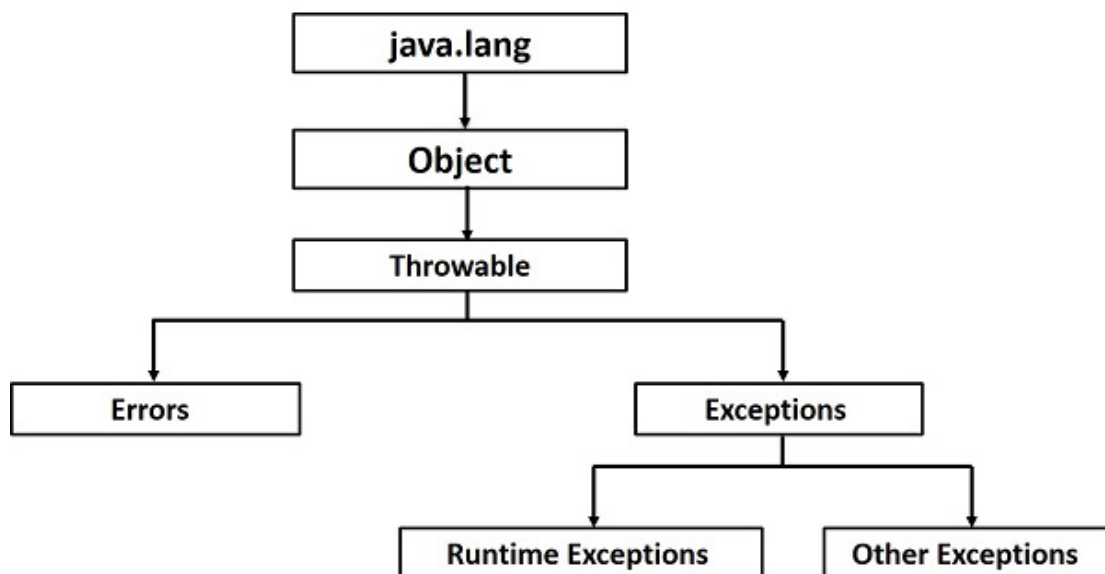 java.lang
Object
Throwable
Errors
Exceptions
Runtime Exceptions
Other Exceptions